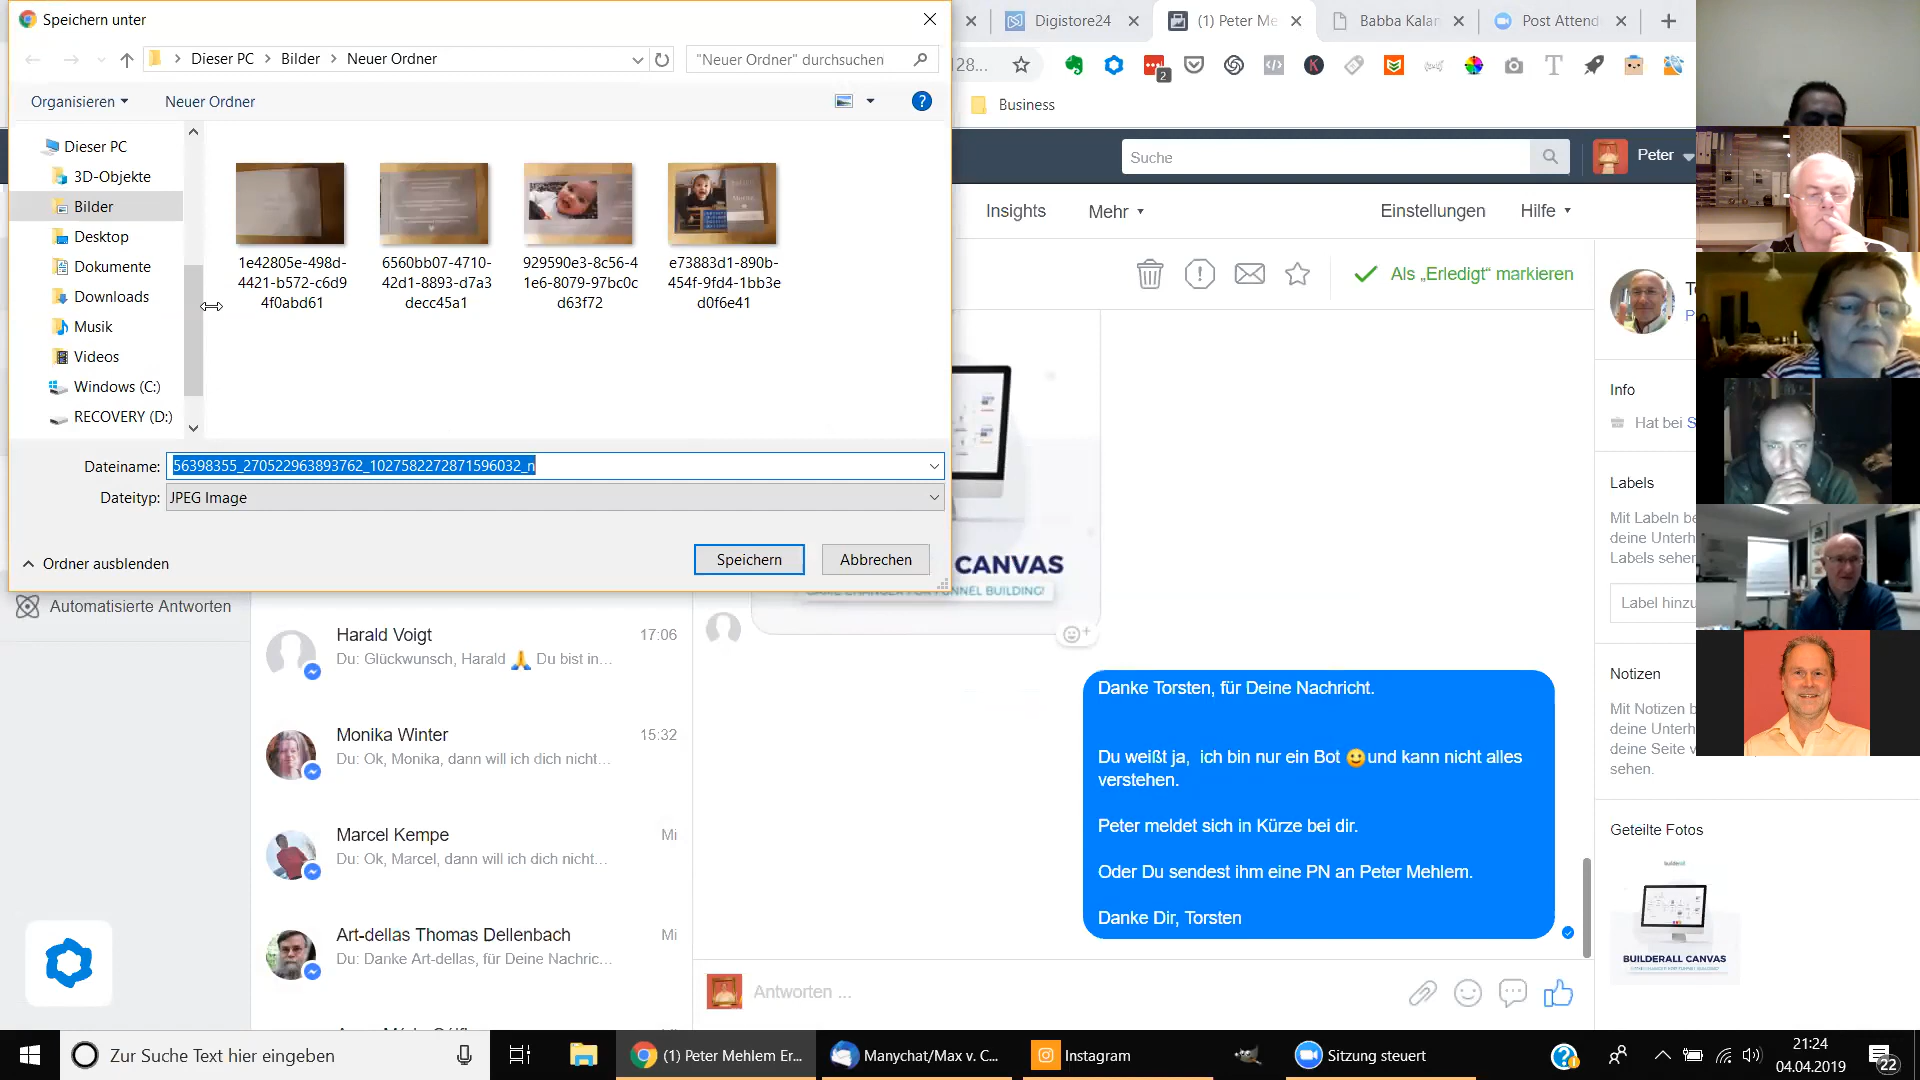 Speichern unter
Digistore24
(1) Peter Me
Babba Kalan
Post Attend
Dieser PC > Bilder > Neuer Ordner
"Neuer Ordner" durchsuchen
128...
2
Organisieren
Neuer Ordner
?
Business
Dieser PC
3D-Objekte
Bilder
Desktop
Dokumente
Downloads
Musik
Videos
Windows (C:)
RECOVERY (D:)
1e42805e-498d-
4421-b572-c6d9
4f0abd61
6560bb07-4710-
42d1-8893-d7a3
decc45a1
929590e3-8c56-4
1e6-8079-97bc0c
d63f72
e73883d1-890b-
454f-9fd4-1bb3e
d0f6e41
Suche
Peter
Insights
Mehr
Einstellungen
Hilfe
Als „Erledigt“ markieren
Dateiname: 56398355_270522963893762_1027582272871596032_n
Dateityp: JPEG Image
Ordner ausblenden
Speichern
Abbrechen
CANVAS
GAME CHANGER FOR FUNNEL BUILDING!
Automatisierte Antworten
Harald Voigt
17:06
Du: Glückwunsch, Harald 🙏 Du bist in...
Monika Winter
15:32
Du: Ok, Monika, dann will ich dich nicht...
Marcel Kempe
Mi
Du: Ok, Marcel, dann will ich dich nicht...
Art-dellas Thomas Dellenbach
Mi
Du: Danke Art-dellas, für Deine Nachric...
Danke Torsten, für Deine Nachricht.
Du weißt ja, ich bin nur ein Bot 😉und kann nicht alles
verstehen.
Peter meldet sich in Kürze bei dir.
Oder Du sendest ihm eine PN an Peter Mehlem.
Danke Dir, Torsten
Antworten ...
Info
Hat bei S
Labels
Mit Labeln be
deine Unterh
Labels sehen
Label hinzu
Notizen
Mit Notizen b
deine Unterh
deine Seite v
sehen.
Geteilte Fotos
builderall
BUILDERALL CANVAS
Zur Suche Text hier eingeben
(1) Peter Mehlem Er...
Manychat/Max v. C...
Instagram
Sitzung steuert
21:24
04.04.2019
22